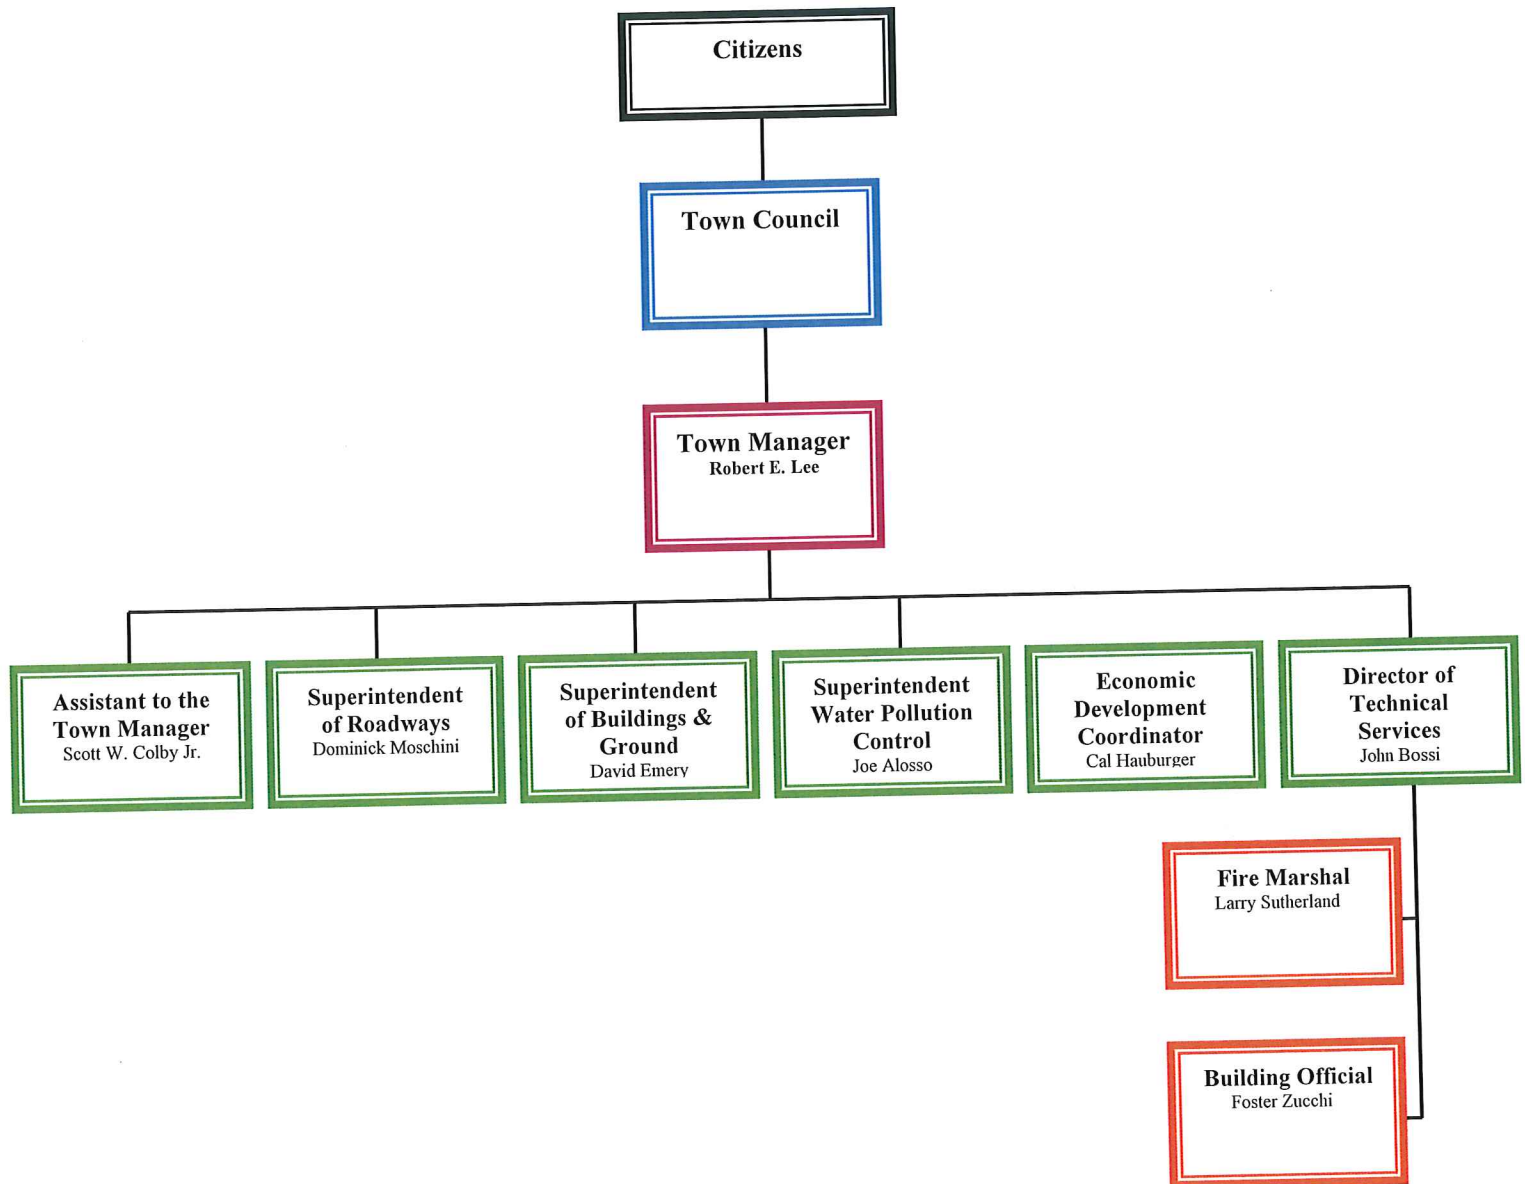 Citizens
Town Council
Town Manager
Robert E. Lee
Assistant to the
Town Manager
Scott W. Colby Jr.
Superintendent
of Roadways
Dominick Moschini
Superintendent
of Buildings &
Ground
David Emery
Superintendent
Water Pollution
Control
Joe Alosso
Economic
Development
Coordinator
Cal Hauburger
Director of
Technical
Services
John Bossi
Fire Marshal
Larry Sutherland
Building Official
Foster Zucchi